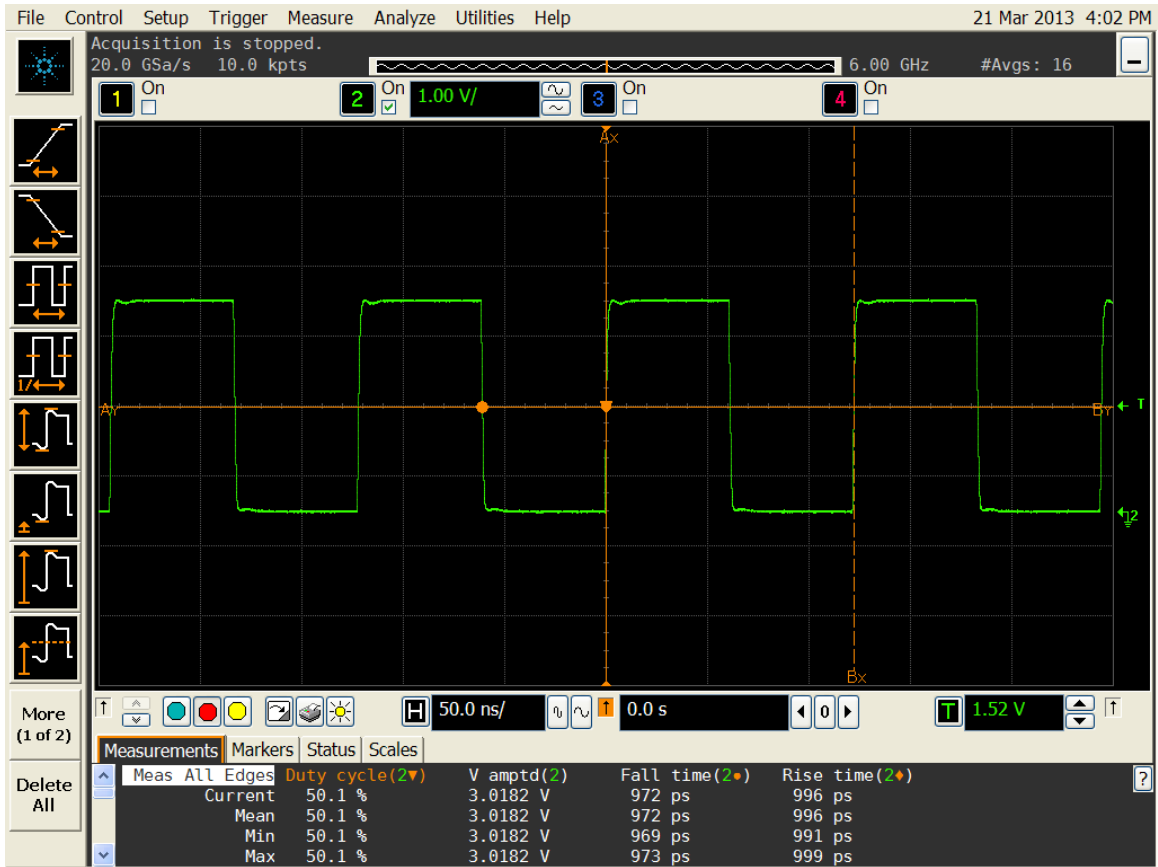 File Control Setup Trigger Measure Analyze Utilities Help 21 Mar 2013 4:02 PM
Acquisition is stopped.
20.0 GSa/s 10.0 kpts 6.00 GHz #Avgs: 16
1 On 2 On 1.00 V/ 3 On 4 On
Ax
AY BY T
2
Bx
1/
More
(1 of 2)
Delete
All
H 50.0 ns/ 0.0 s 0 T 1.52 V
Measurements Markers Status Scales
Meas All Edges Duty cycle(2▼) V amptd(2) Fall time(2●) Rise time(2♦) ?
Current 50.1 % 3.0182 V 972 ps 996 ps
Mean 50.1 % 3.0182 V 972 ps 996 ps
Min 50.1 % 3.0182 V 969 ps 991 ps
Max 50.1 % 3.0182 V 973 ps 999 ps